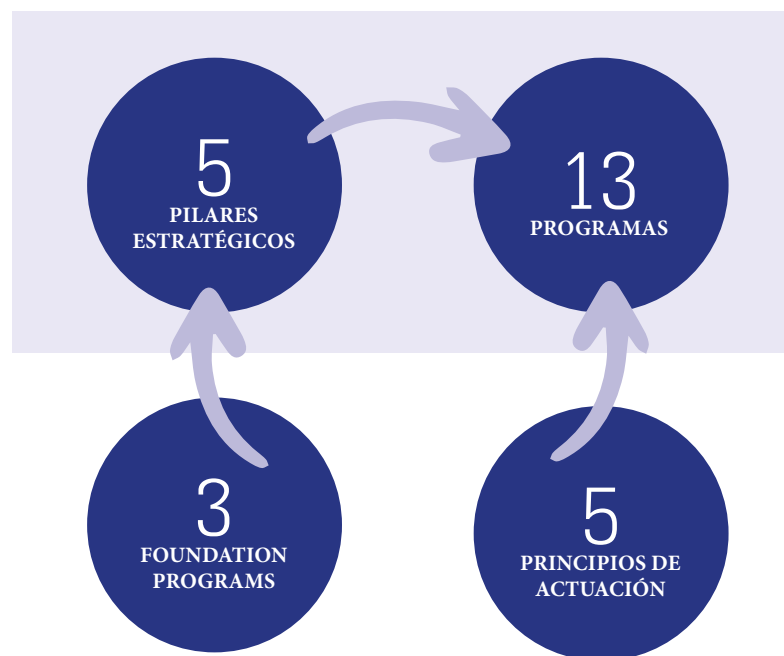 5
PILARES
ESTRATÉGICOS
13
PROGRAMAS
3
FOUNDATION
PROGRAMS
5
PRINCIPIOS DE
ACTUACIÓN